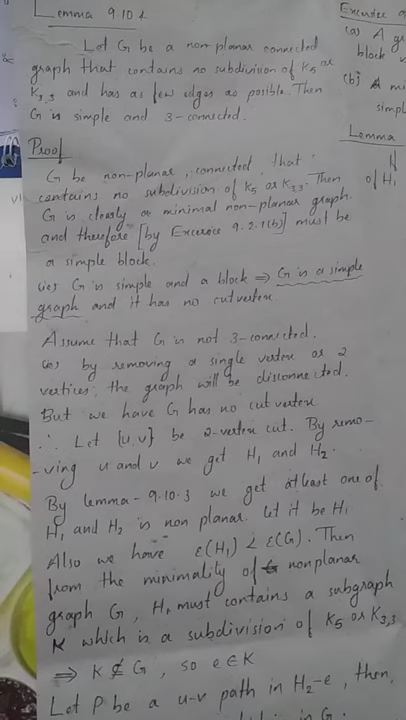 Lemma 9.10.4
Let G be a non planar connected
graph that contains no subdivision of K5 or
K3,3 and has as few edges as posible. Then
G is simple and 3-connected.
Proof
G be non-planar, connected that
contains no subdivision of K5 or K3,3. Then
G is clearly a minimal non-planar graph.
and therefore [by Excercise 9.2.1(b)] must be
a simple block.
(ie) G is simple and a block ⇒ G is a simple
graph and it has no cutvertex.
Assume that G is not 3-connected.
(ie) by removing a single vertex or 2
vertices, the graph will be disconnected.
But we have G has no cut vertex
∴ Let {u,v} be 2-vertex cut. By remo-
-ving u and v we get H1 and H2.
By lemma-9.10.3 we get atleast one of
H1 and H2 is non planar. let it be H1
Also we have ε(H1) < ε(G). Then
from the minimality of nonplanar
graph G, H1 must contains a subgraph
K which is a subdivision of K5 or K3,3
⇒ K ⊈ G, so e ∈ K
Let P be a u-v path in H2-e, then,
in G.
Excercise
(a) A
block
(b) A
simpl
Lemma
If
of H1